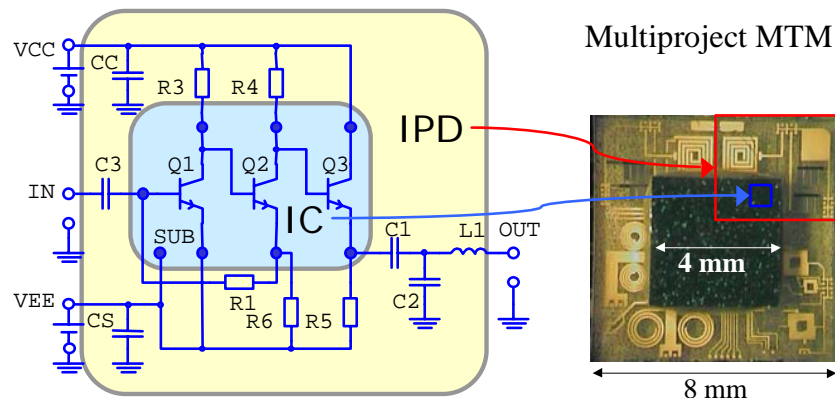 Multiproject MTM
VCC
CC
R3
R4
IPD
Q1
Q2
Q3
C3
IN
IC
SUB
C1
L1
OUT
4 mm
VEE
CS
R1
R6
R5
C2
8 mm